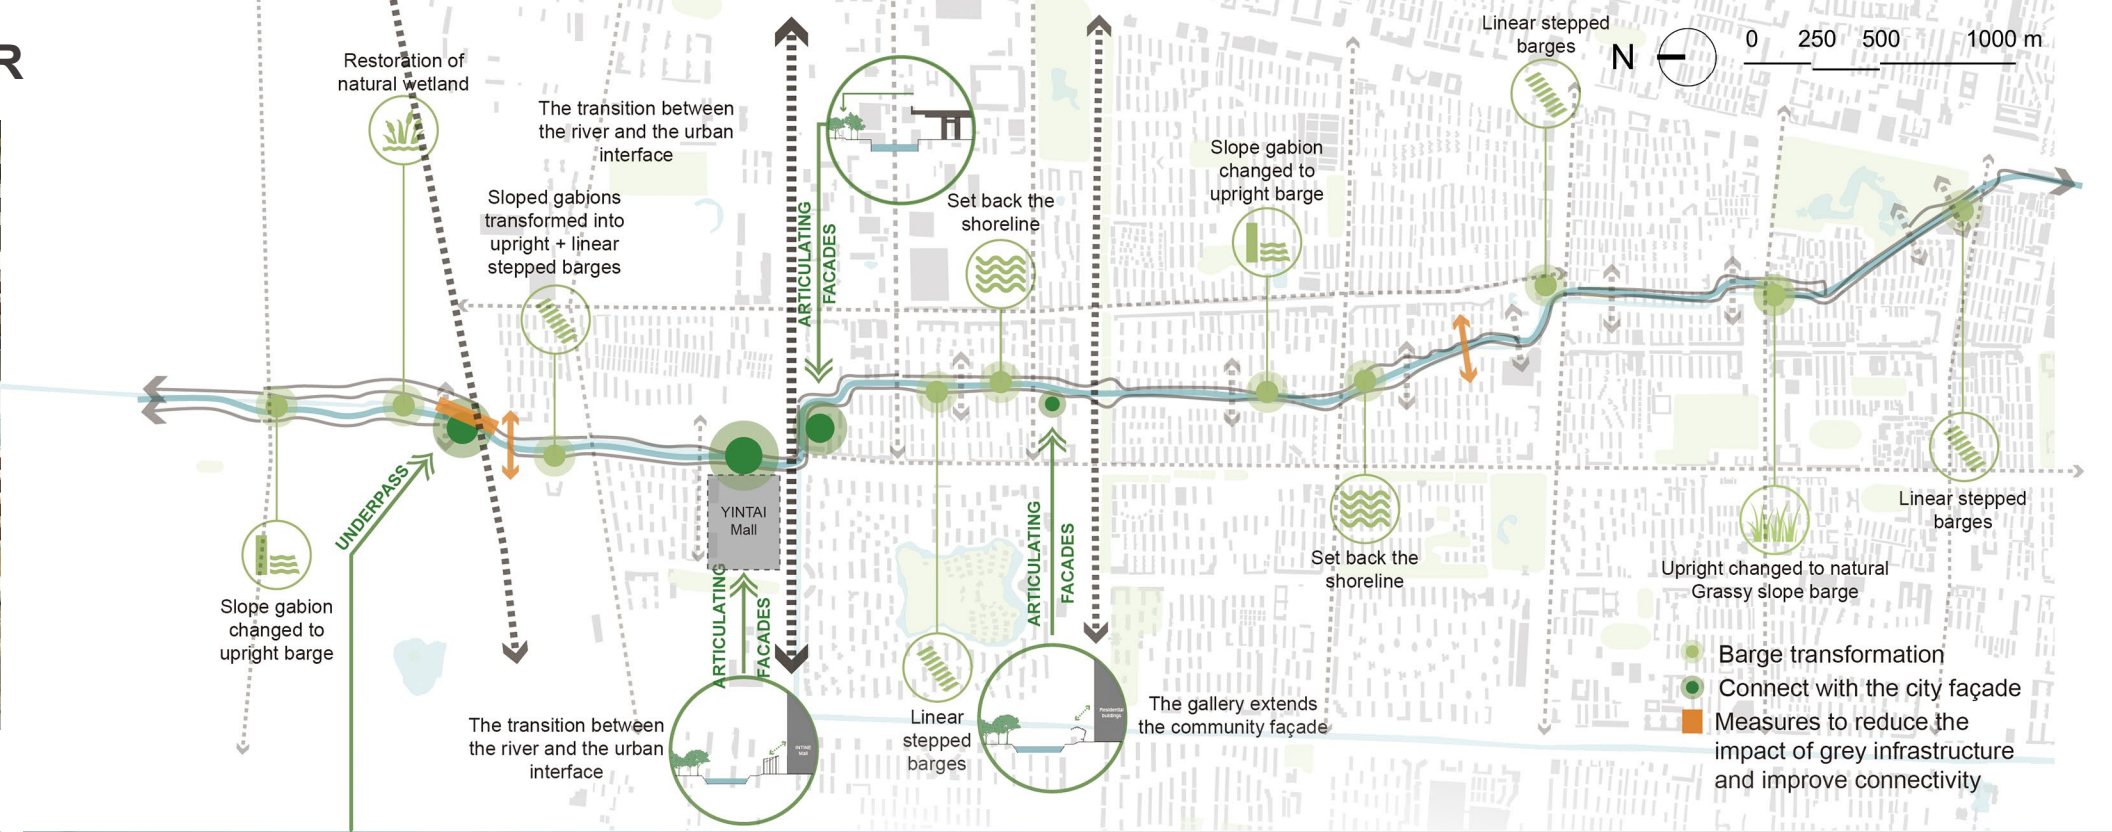 R
Restoration of
natural wetland
The transition between
the river and the urban
interface
Sloped gabions
transformed into
upright + linear
stepped barges
ARTICULATING
FACADES
Set back the
shoreline
Slope gabion
changed to
upright barge
Linear stepped
barges
N
0 250 500 1000 m
UNDERPASS
Slope gabion
changed to
upright barge
YINTAI
Mall
ARTICULATING
FACADES
The transition between
the river and the urban
interface
Linear
stepped
barges
ARTICULATING
FACADES
Residential
buildings
The gallery extends
the community façade
Set back the
shoreline
Upright changed to natural
Grassy slope barge
Linear stepped
barges
Barge transformation
Connect with the city façade
Measures to reduce the
impact of grey infrastructure
and improve connectivity